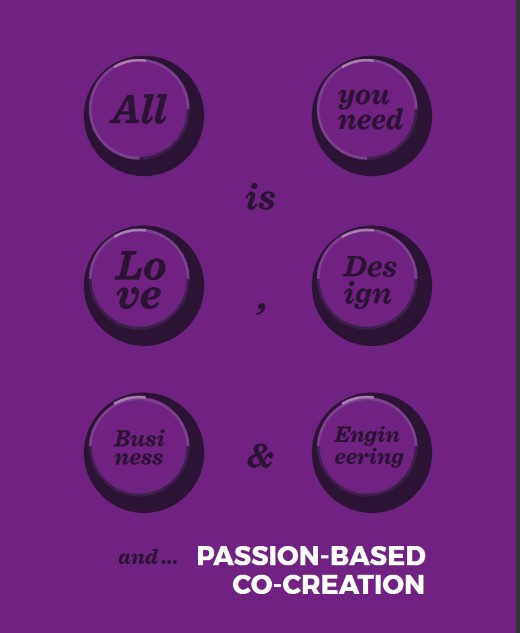 All
you
need
is
Lo
ve
,
Des
ign
Busi
ness
&
Engin
eering
and... PASSION-BASED
CO-CREATION